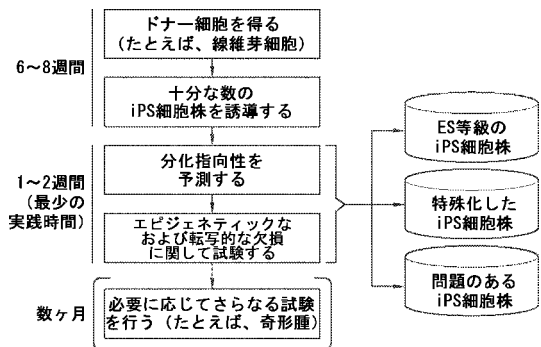 ドナー細胞を得る
(たとえば、線維芽細胞)
6～8週間
十分な数の
iPS細胞株を誘導する
分化指向性を
予測する
1～2週間
(最少の
実践時間)
エピジェネティックな
および転写的な欠損
に関して試験する
数ヶ月
必要に応じてさらなる試験
を行う(たとえば、奇形腫)
ES等級の
iPS細胞株
特殊化した
iPS細胞株
問題のある
iPS細胞株